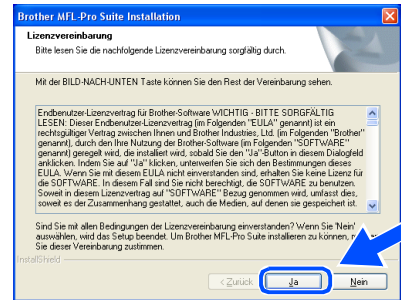 Brother MFL-Pro Suite Installation
Lizenzvereinbarung
Bitte lesen Sie die nachfolgende Lizenzvereinbarung sorgfältig durch.
Mit der BILD-NACH-UNTEN Taste können Sie den Rest der Vereinbarung sehen.
Endbenutzer-Lizenzvertrag für Brother-Software WICHTIG - BITTE SORGFÄLTIG
LESEN: Dieser Endbenutzer-Lizenzvertrag (im Folgenden "EULA" genannt) ist ein
rechtsgültiger Vertrag zwischen Ihnen und Brother Industries, Ltd. (im Folgenden "Brother"
genannt), durch den Ihre Nutzung der Brother-Software (im Folgenden "SOFTWARE"
genannt) geregelt wird, die installiert wird, sobald Sie den "Ja"-Button in diesem Dialogfeld
anklicken. Indem Sie auf "Ja" klicken, unterwerfen Sie sich den Bestimmungen dieses
EULA. Wenn Sie mit diesem EULA nicht einverstanden sind, erhalten Sie keine Lizenz für
die SOFTWARE. In diesem Fall sind Sie nicht berechtigt, die SOFTWARE zu benutzen.
Soweit in diesem Lizenzvertrag auf "SOFTWARE" Bezug genommen wird, umfasst dies,
soweit es der Zusammenhang gestattet, auch die Medien, auf denen sie gespeichert ist.
Sind Sie mit allen Bedingungen der Lizenzvereinbarung einverstanden? Wenn Sie 'Nein'
auswählen, wird das Setup beendet. Um Brother MFL-Pro Suite installieren zu können,
Sie dieser Vereinbarung zustimmen.
InstallShield
< Zurück
Ja
Nein